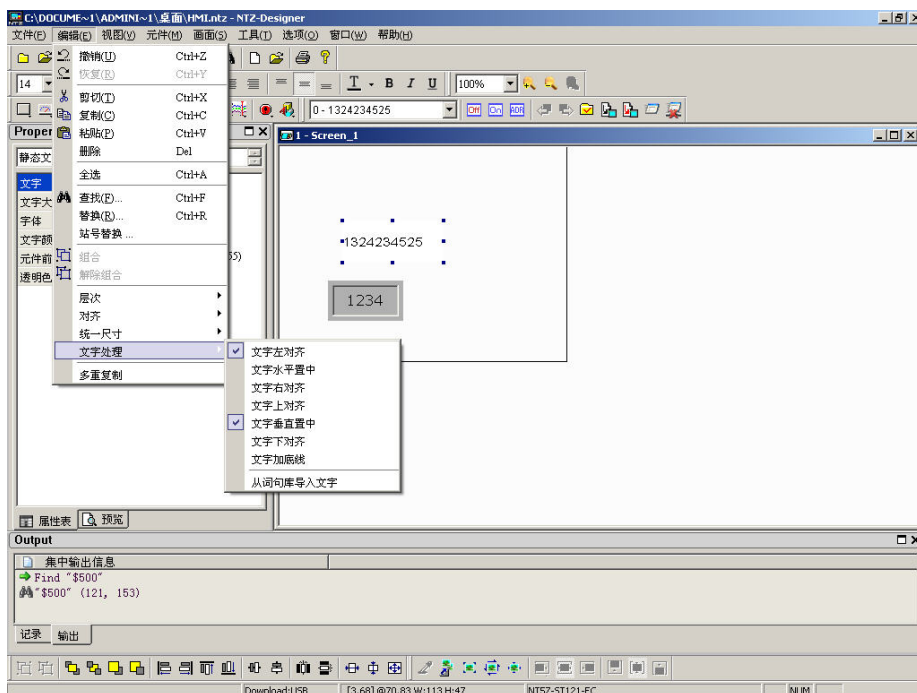 C:\DOCUME~1\ADMINI~1\桌面\HMI.ntz - NTZ-Designer
文件(F) 编辑(E) 视图(V) 元件(M) 画面(S) 工具(T) 选项(O) 窗口(W) 帮助(H)
撤销(U) Ctrl+Z
恢复(R) Ctrl+Y
14 B I U 100%
剪切(T) Ctrl+X
复制(C) Ctrl+C
0 - 1324234525 Off On ADR
粘贴(P) Ctrl+V
Proper
1 - Screen_1
删除 Del
静态文
全选 Ctrl+A
文字
查找(F)... Ctrl+F
文字大
替换(R)... Ctrl+R
字体
站号替换 ...
文字颜
1324234525
组合
元件前
55)
解除组合
透明色
层次
1234
对齐
统一尺寸
文字处理
多重复制
文字左对齐
文字水平置中
文字右对齐
文字上对齐
文字垂直置中
文字下对齐
文字加底线
从词句库导入文字
属性表 预览
Output
集中输出信息
Find "$500"
"$500" (121, 153)
记录 输出
Download:USB [3,68]@70,83 W:113 H:47 NT5Z-ST121-EC NUM